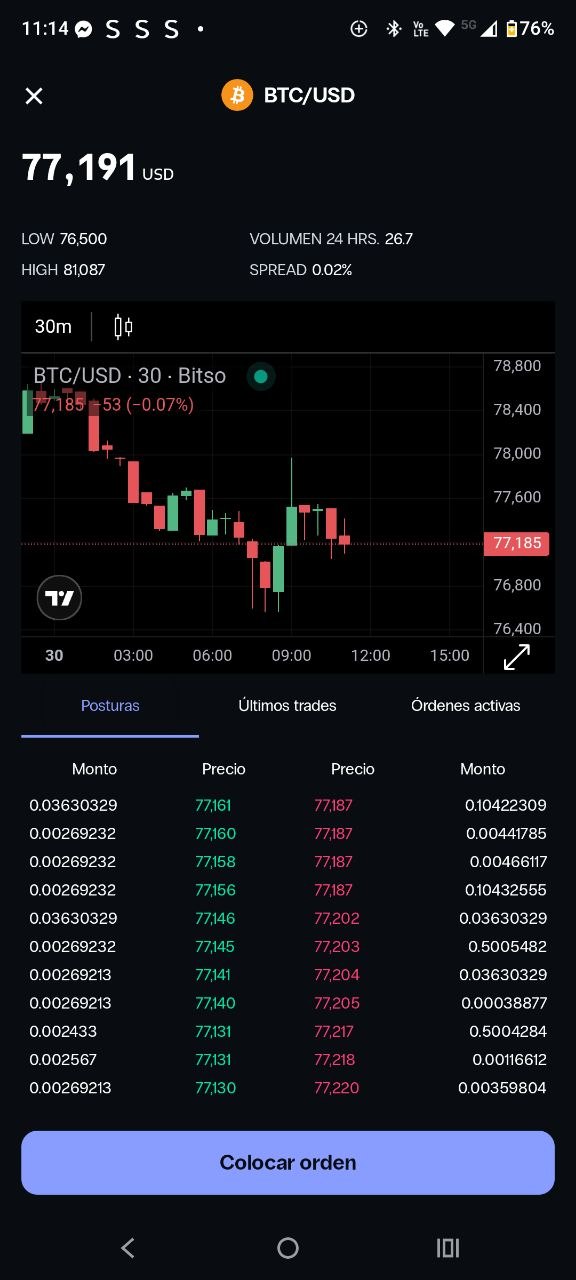 11:14 S S S 5G 76%
Vo
LTE
BTC/USD
77,191 USD
LOW 76,500 VOLUMEN 24 HRS. 26.7
HIGH 81,087 SPREAD 0.02%
30m
BTC/USD · 30 · Bitso
77,185 −53 (−0.07%)
78,800
78,400
78,000
77,600
77,185
76,800
76,400
30 03:00 06:00 09:00 12:00 15:00
Posturas Últimos trades Órdenes activas
Monto Precio Precio Monto
0.03630329 77,161 77,187 0.10422309
0.00269232 77,160 77,187 0.00441785
0.00269232 77,158 77,187 0.00466117
0.00269232 77,156 77,187 0.10432555
0.03630329 77,146 77,202 0.03630329
0.00269232 77,145 77,203 0.5005482
0.00269213 77,141 77,204 0.03630329
0.00269213 77,140 77,205 0.00038877
0.002433 77,131 77,217 0.5004284
0.002567 77,131 77,218 0.00116612
0.00269213 77,130 77,220 0.00359804
Colocar orden